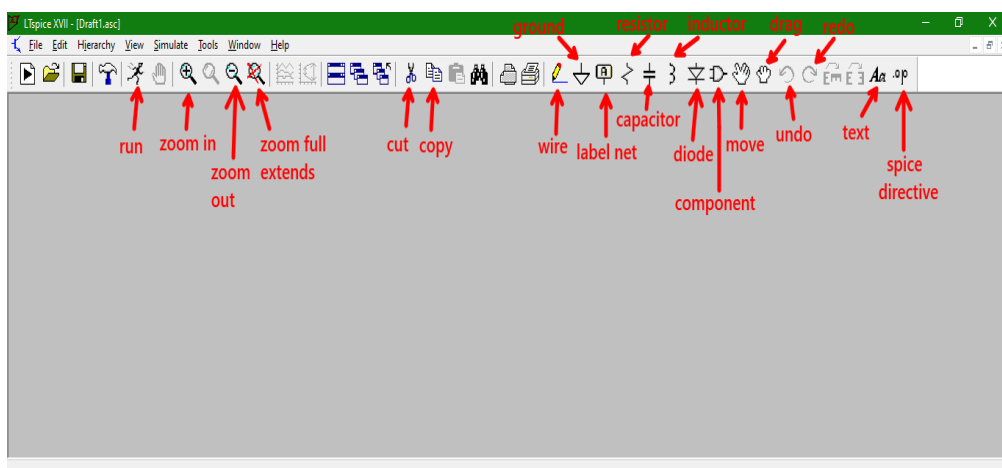 LTspice XVII - [Draft1.asc]
ground resistor inductor drag redo
File Edit Hierarchy View Simulate Tools Window Help
A Aa .op
capacitor
run zoom in zoom full cut copy wire label net diode move undo text
zoom extends spice
out directive
component